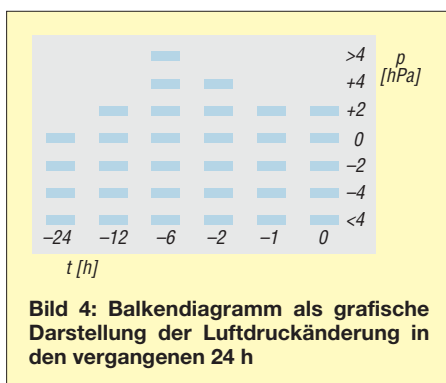 >4 p
+4 [hPa]
+2
0
−2
−4
<4
−24 −12 −6 −2 −1 0
t [h]
Bild 4: Balkendiagramm als grafische
Darstellung der Luftdruckänderung in
den vergangenen 24 h